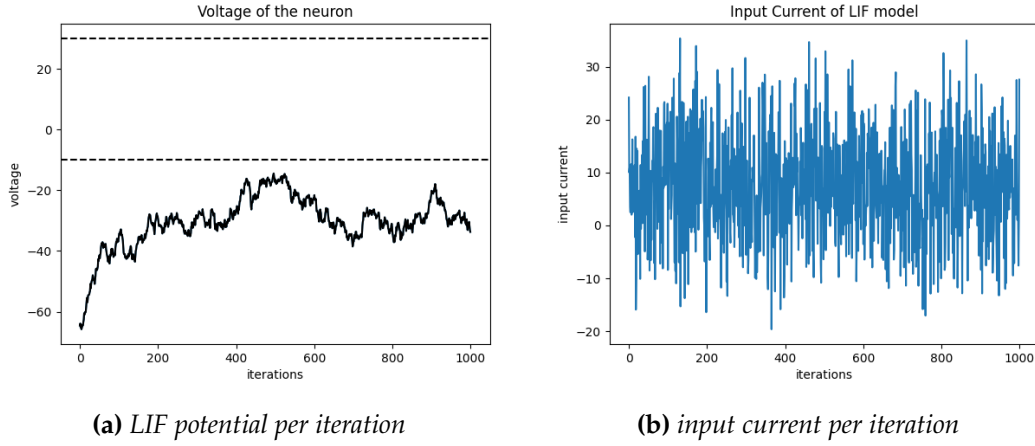 Voltage of the neuron
voltage
20
0
−20
−40
−60
0
200
400
600
800
1000
iterations
Input Current of LIF model
input current
30
20
10
0
−10
−20
0
200
400
600
800
1000
iterations
(a) LIF potential per iteration
(b) input current per iteration